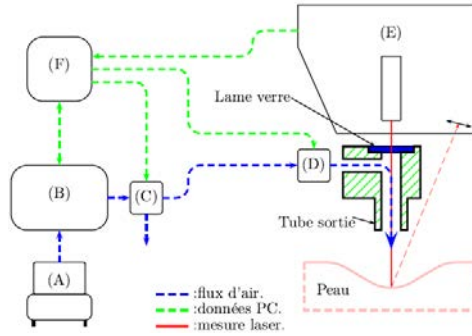 (E)
(F)
Lame verre
(D)
(B)
(C)
Tube sortie
(A)
Peau
:flux d'air.
:données PC.
:mesure laser.